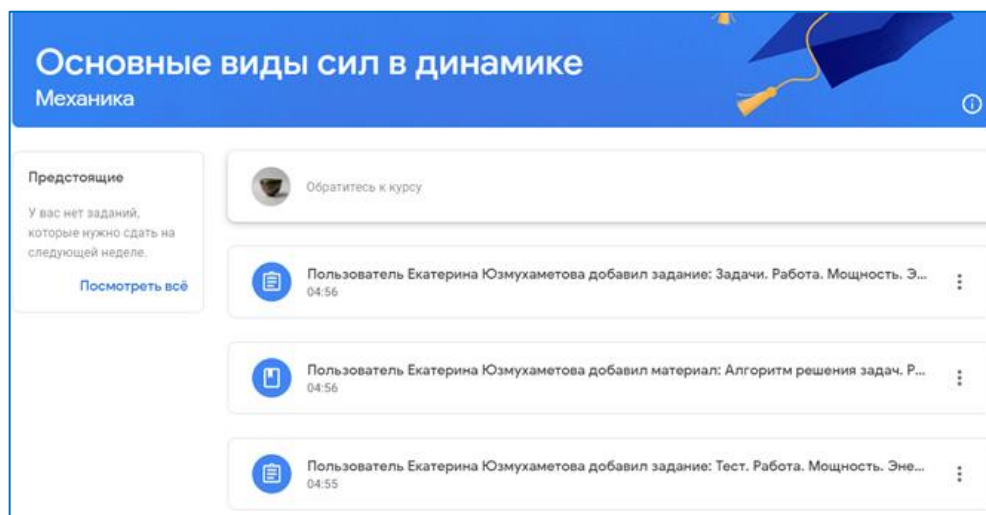 Основные виды сил в динамике
Механика
Предстоящие
У вас нет заданий,
которые нужно сдать на
следующей неделе.
Посмотреть всё
Обратитесь к курсу
Пользователь Екатерина Юзмухаметова добавил задание: Задачи. Работа. Мощность. Э...
04:56
Пользователь Екатерина Юзмухаметова добавил материал: Алгоритм решения задач. Р...
04:56
Пользователь Екатерина Юзмухаметова добавил задание: Тест. Работа. Мощность. Эне...
04:55